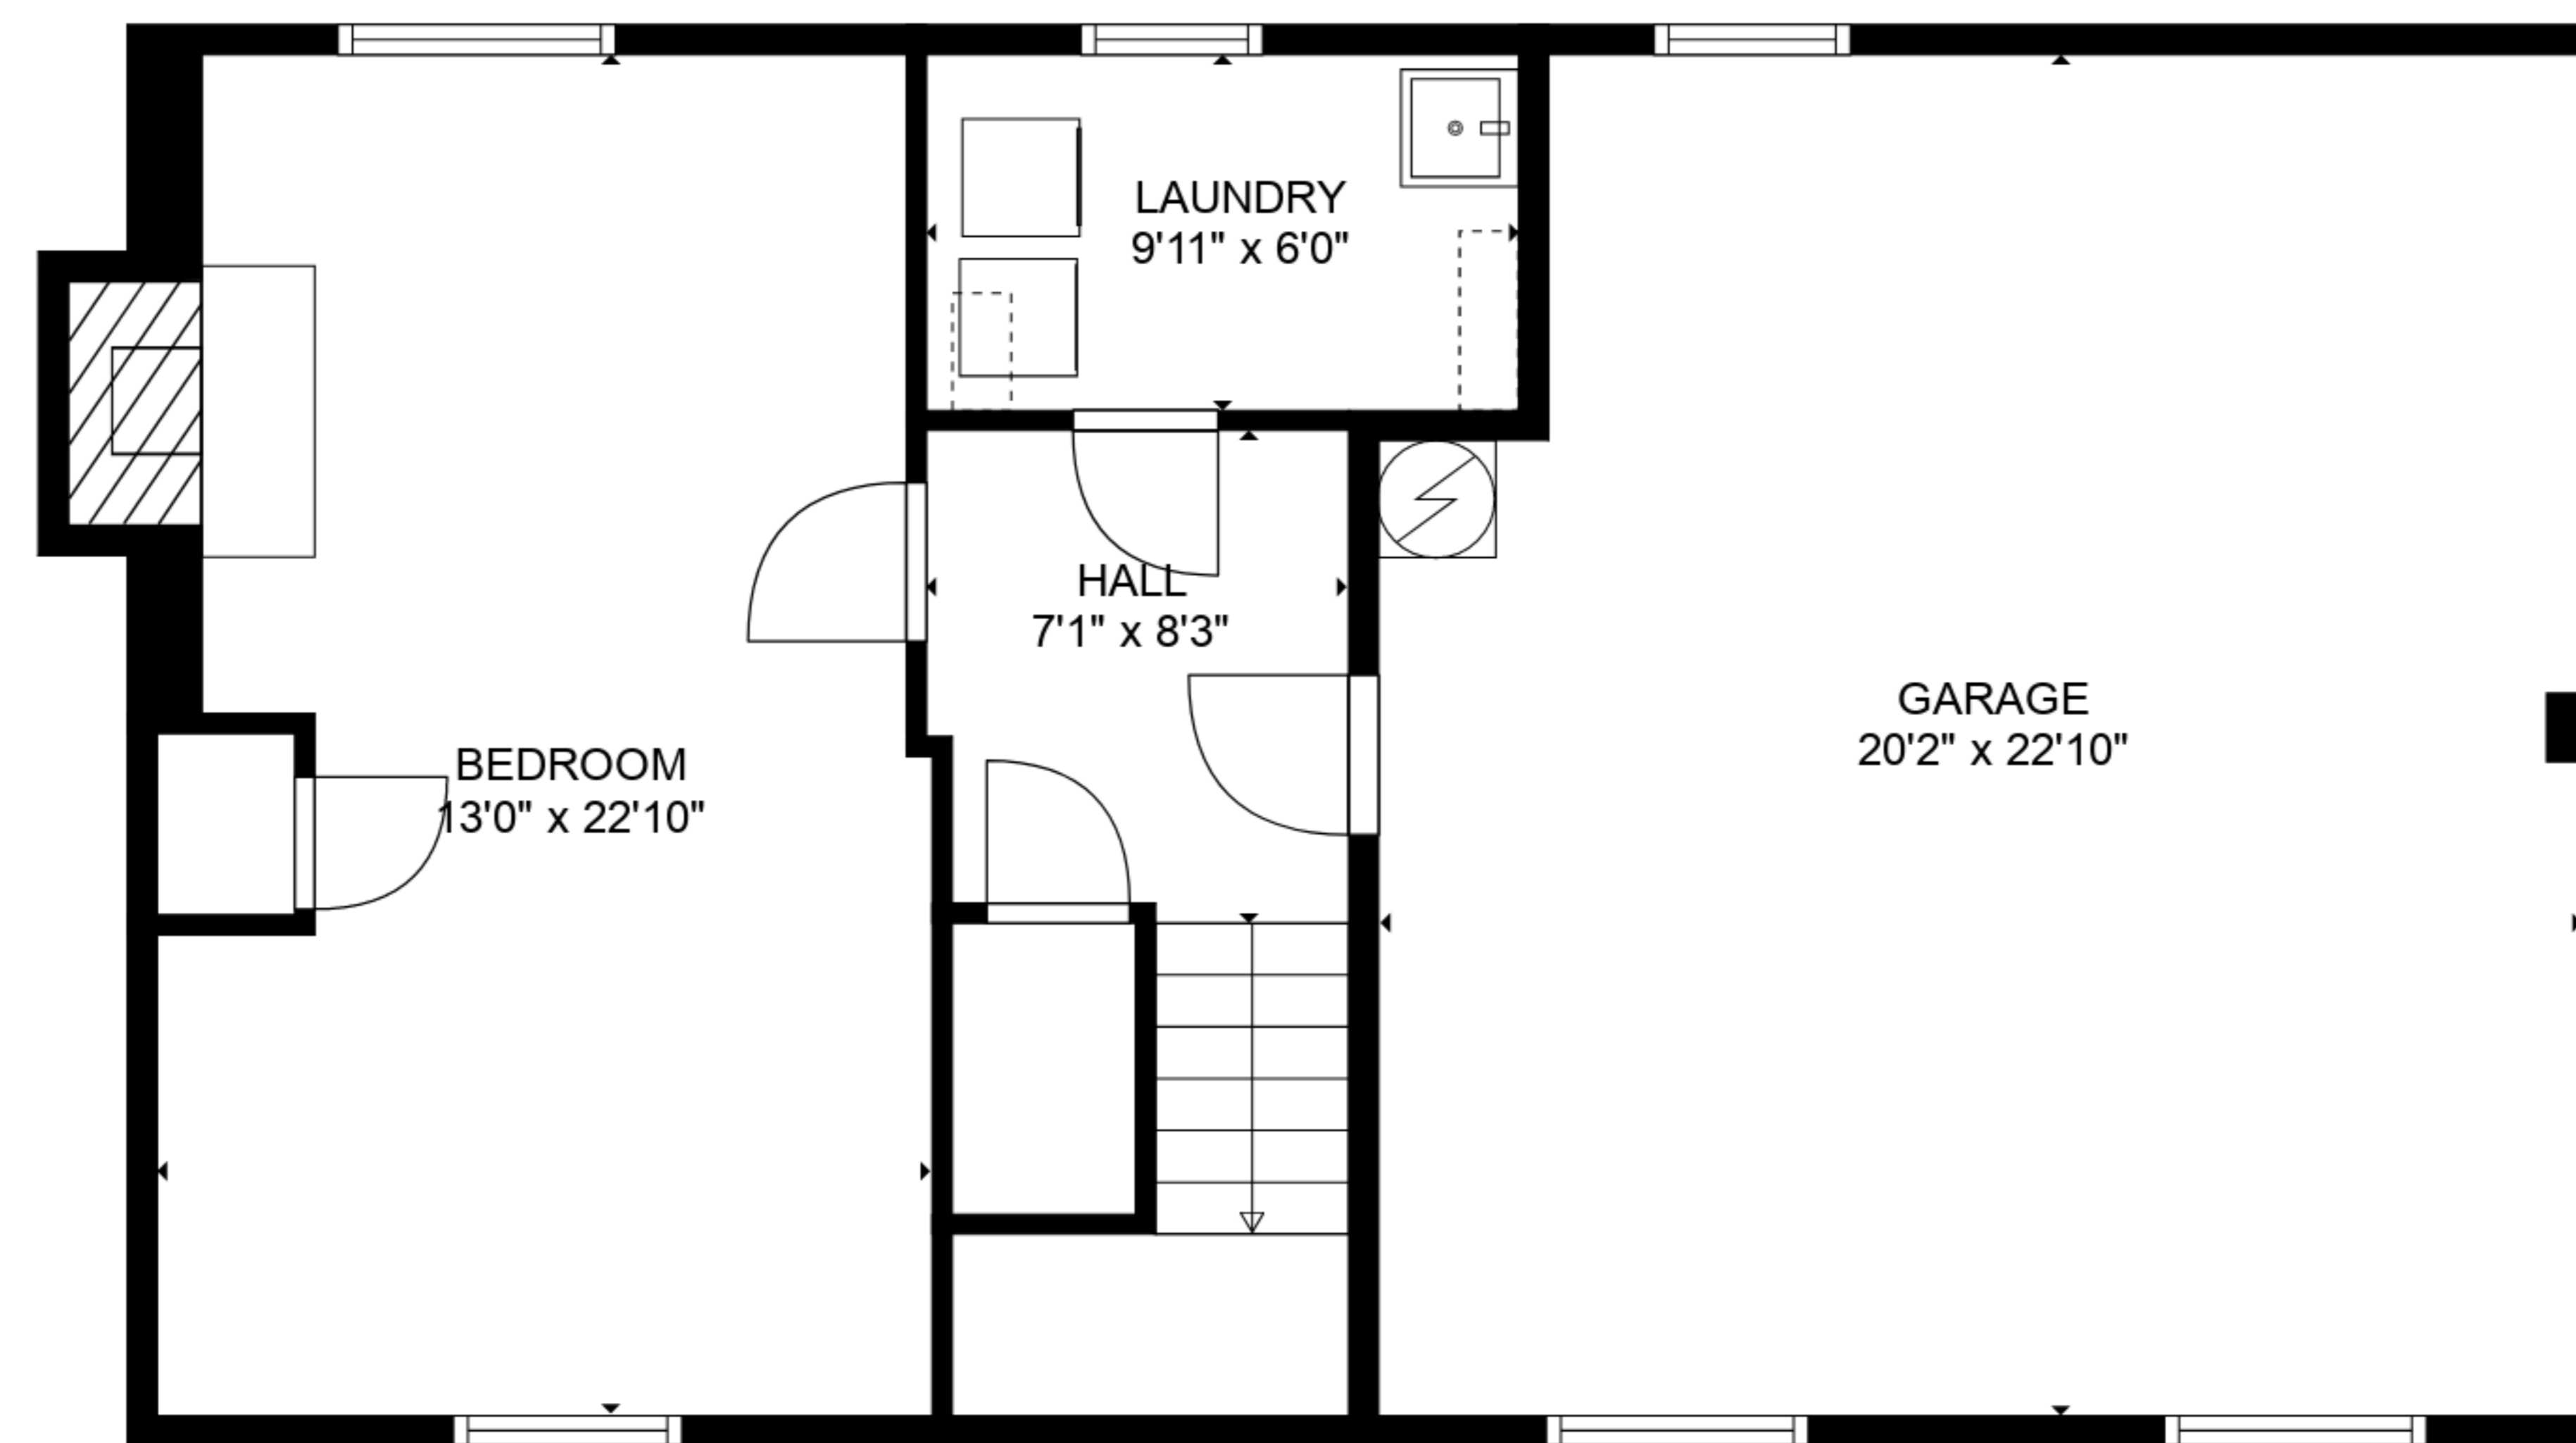 LAUNDRY
9'11" x 6'0"
HALL
7'1" x 8'3"
GARAGE
20'2" x 22'10"
BEDROOM
13'0" x 22'10"